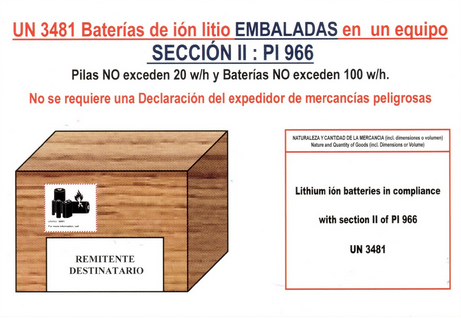 UN 3481 Baterías de ión litio EMBALADAS en un equipo
SECCIÓN II : PI 966
Pilas NO exceden 20 w/h y Baterías NO exceden 100 w/h.
No se requiere una Declaración del expedidor de mercancías peligrosas
NATURALEZA Y CANTIDAD DE LA MERCANCIA (incl. dimensiones o volumen)
Nature and Quantity of Goods (incl. Dimensions or Volume)
Lithium ión batteries in compliance
with section II of PI 966
UN 3481
REMITENTE
DESTINATARIO